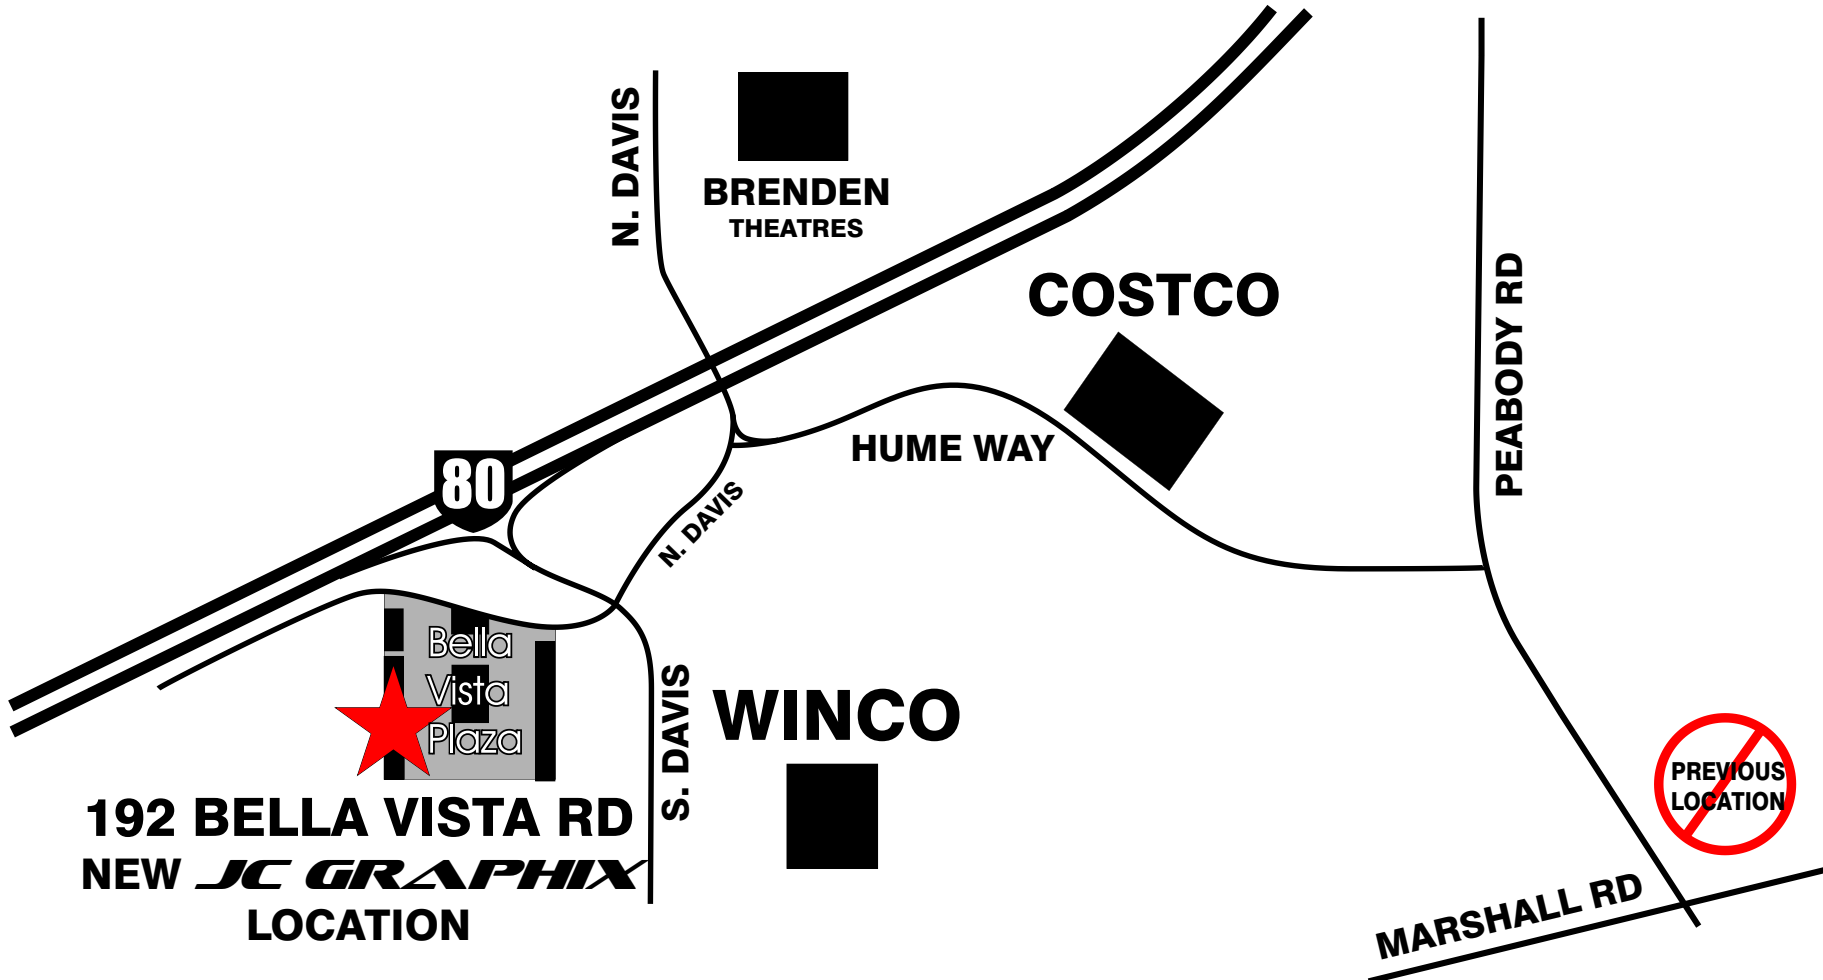 N. DAVIS
BRENDEN
THEATRES
COSTCO
PEABODY RD
HUME WAY
80
N. DAVIS
Bella
Vista
Plaza
S. DAVIS
WINCO
192 BELLA VISTA RD
NEW JC GRAPHIX
LOCATION
PREVIOUS
LOCATION
MARSHALL RD